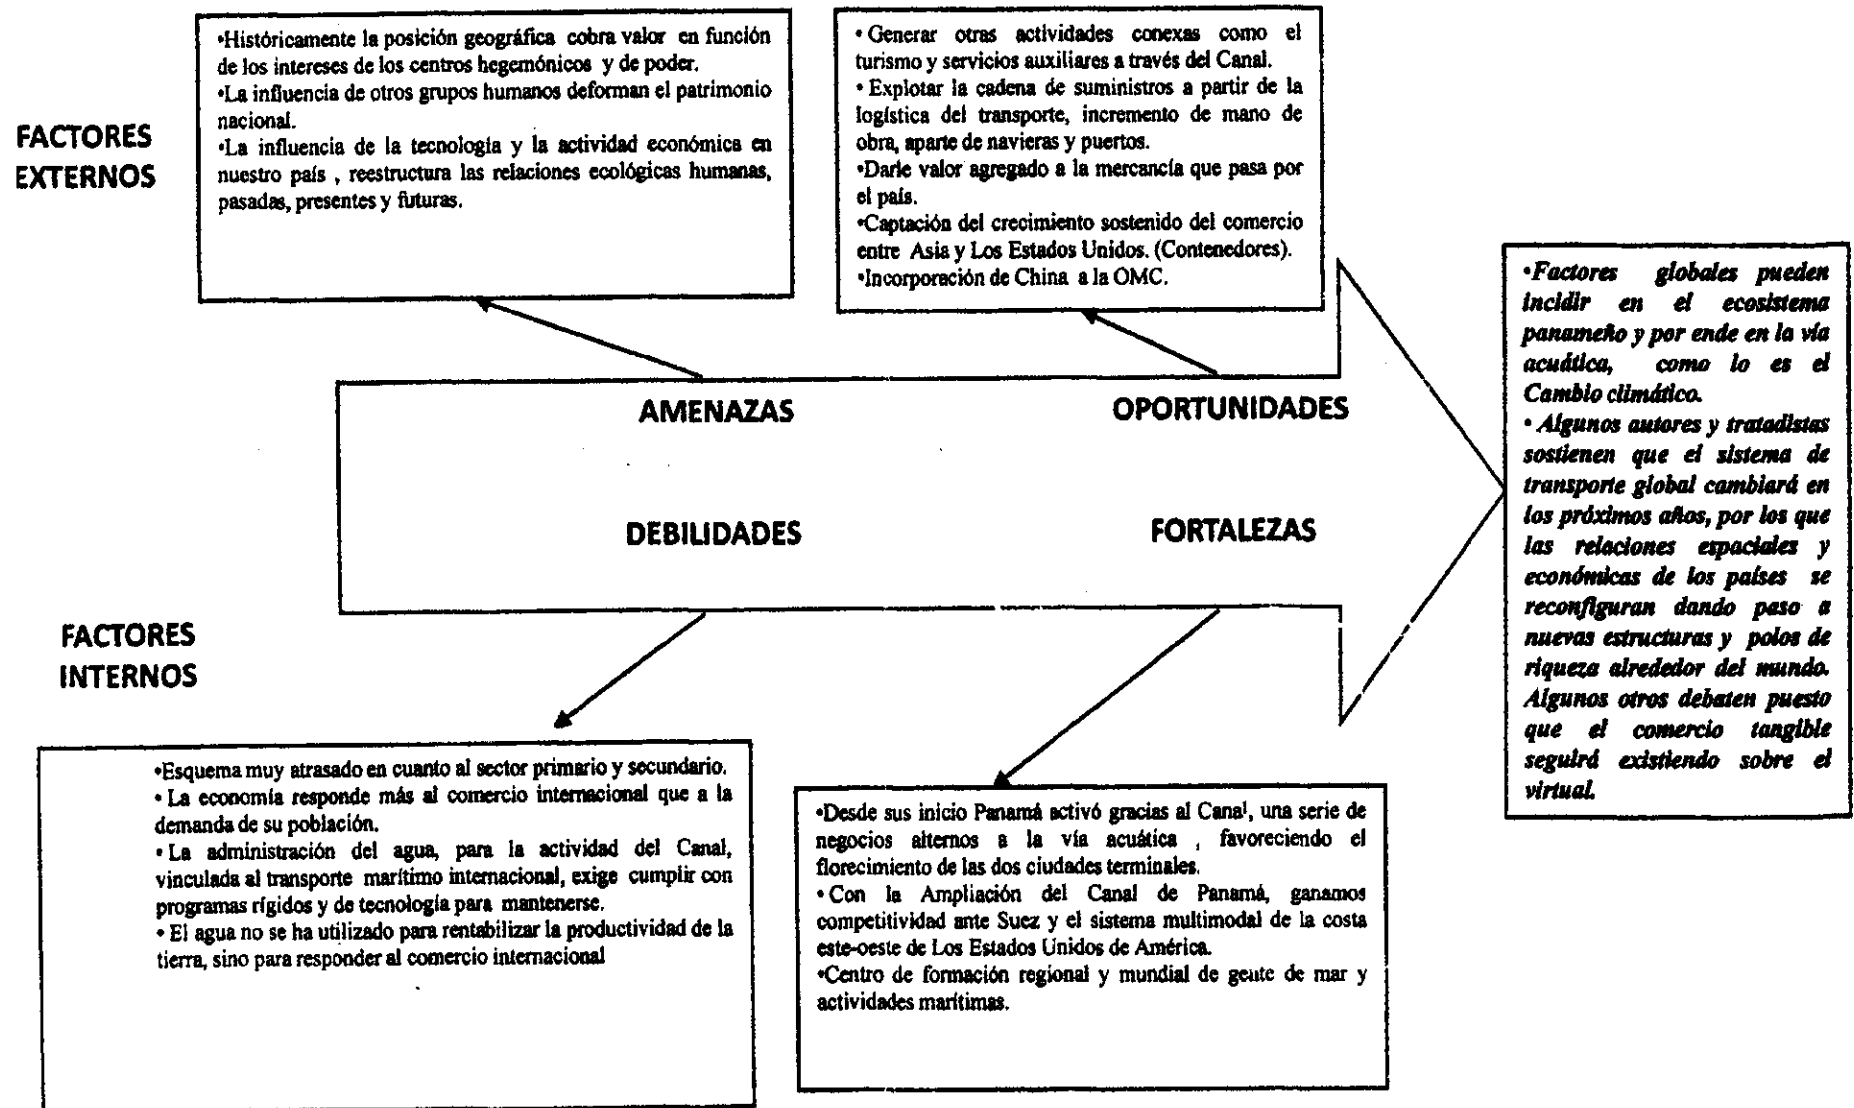 •Históricamente la posición geográfica cobra valor en función
de los intereses de los centros hegemónicos y de poder.
•La influencia de otros grupos humanos deforman el patrimonio
nacional.
•La influencia de la tecnología y la actividad económica en
nuestro país , reestructura las relaciones ecológicas humanas,
pasadas, presentes y futuras.
• Generar otras actividades conexas como el
turismo y servicios auxiliares a través del Canal.
• Explotar la cadena de suministros a partir de la
logística del transporte, incremento de mano de
obra, aparte de navieras y puertos.
•Darle valor agregado a la mercancía que pasa por
el país.
•Captación del crecimiento sostenido del comercio
entre Asia y Los Estados Unidos. (Contenedores).
•Incorporación de China a la OMC.
FACTORES
EXTERNOS
AMENAZAS
OPORTUNIDADES
DEBILIDADES
FORTALEZAS
•Factores globales pueden
incidir en el ecosistema
panameño y por ende en la vía
acuática, como lo es el
Cambio climático.
• Algunos autores y tratadistas
sostienen que el sistema de
transporte global cambiará en
los próximos años, por los que
las relaciones espaciales y
económicas de los países se
reconfiguran dando paso a
nuevas estructuras y polos de
riqueza alrededor del mundo.
Algunos otros debaten puesto
que el comercio tangible
seguirá existiendo sobre el
virtual.
FACTORES
INTERNOS
•Esquema muy atrasado en cuanto al sector primario y secundario.
• La economía responde más al comercio internacional que a la
demanda de su población.
• La administración del agua, para la actividad del Canal,
vinculada al transporte marítimo internacional, exige cumplir con
programas rígidos y de tecnología para mantenerse.
• El agua no se ha utilizado para rentabilizar la productividad de la
tierra, sino para responder al comercio internacional
•Desde sus inicio Panamá activó gracias al Canal, una serie de
negocios alternos a la vía acuática , favoreciendo el
florecimiento de las dos ciudades terminales.
• Con la Ampliación del Canal de Panamá, ganamos
competitividad ante Suez y el sistema multimodal de la costa
este-oeste de Los Estados Unidos de América.
•Centro de formación regional y mundial de gente de mar y
actividades marítimas.